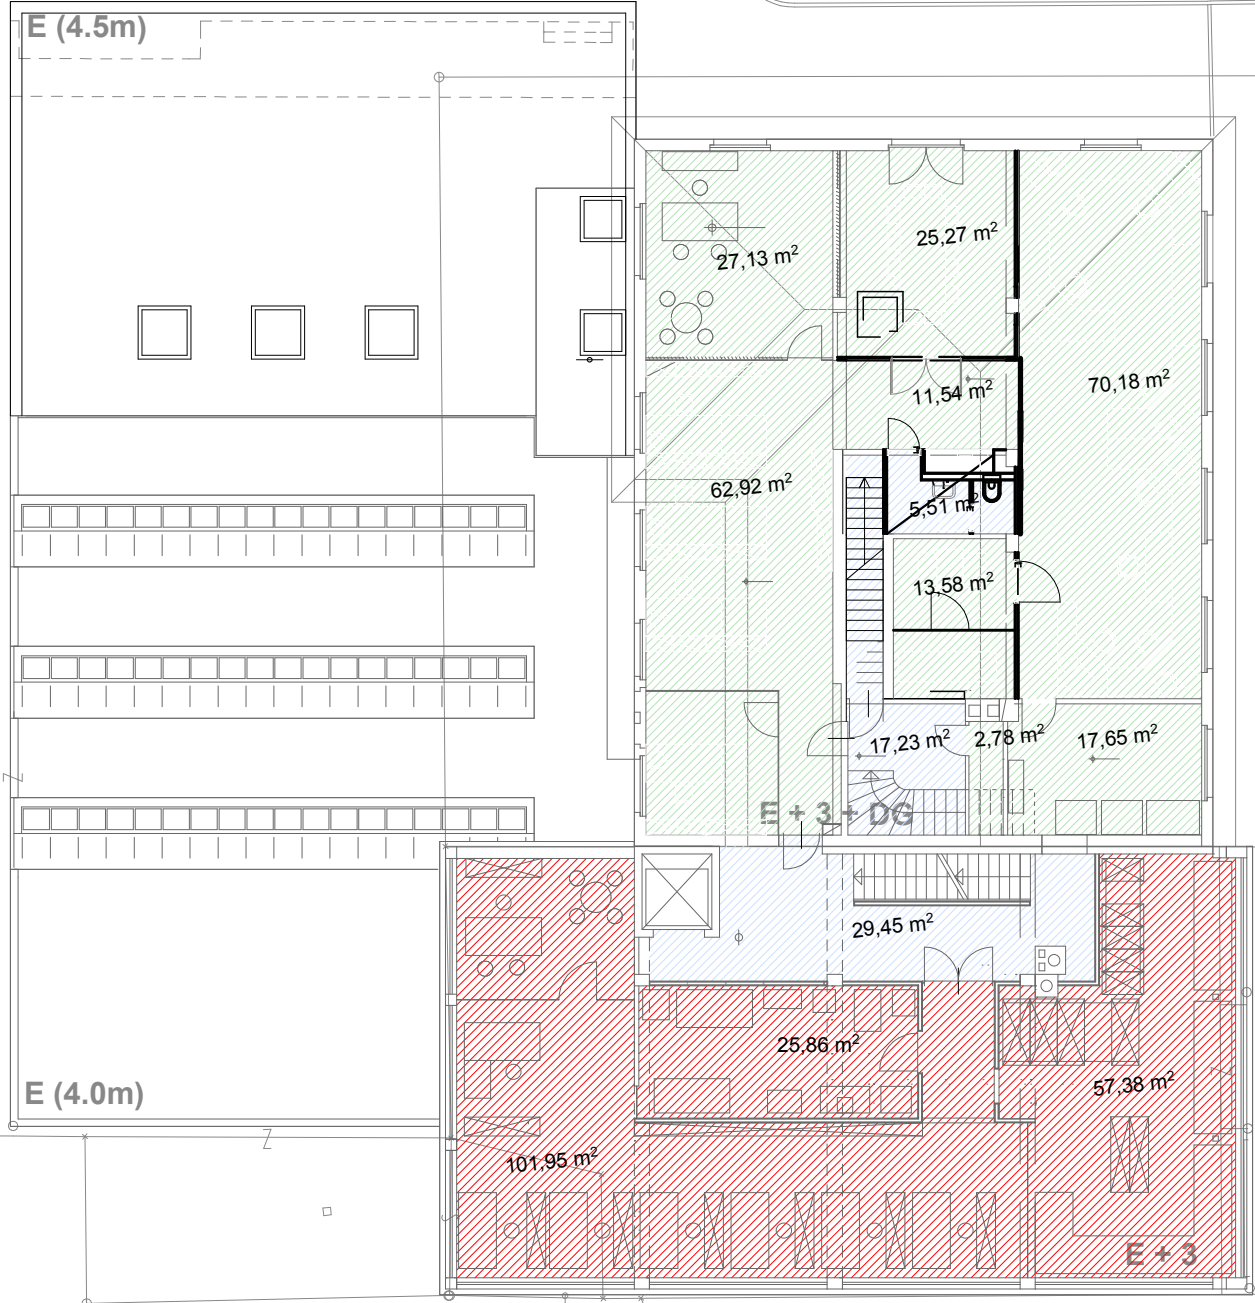 E (4.5m)
25,27 m²
27,13 m²
70,18 m²
11,54 m²
62,92 m²
5,51 m²
13,58 m²
17,23 m²
2,78 m²
17,65 m²
E + 3 + DG
29,45 m²
25,86 m²
57,38 m²
E (4.0m)
101,95 m²
E + 3